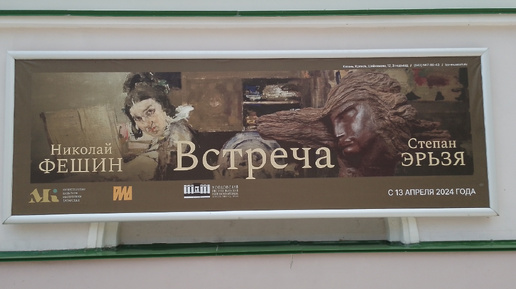 Николай
ФЕШИН
Встреча
Степан
ЭРЬЗЯ
С 13 АПРЕЛЯ 2024 ГОДА